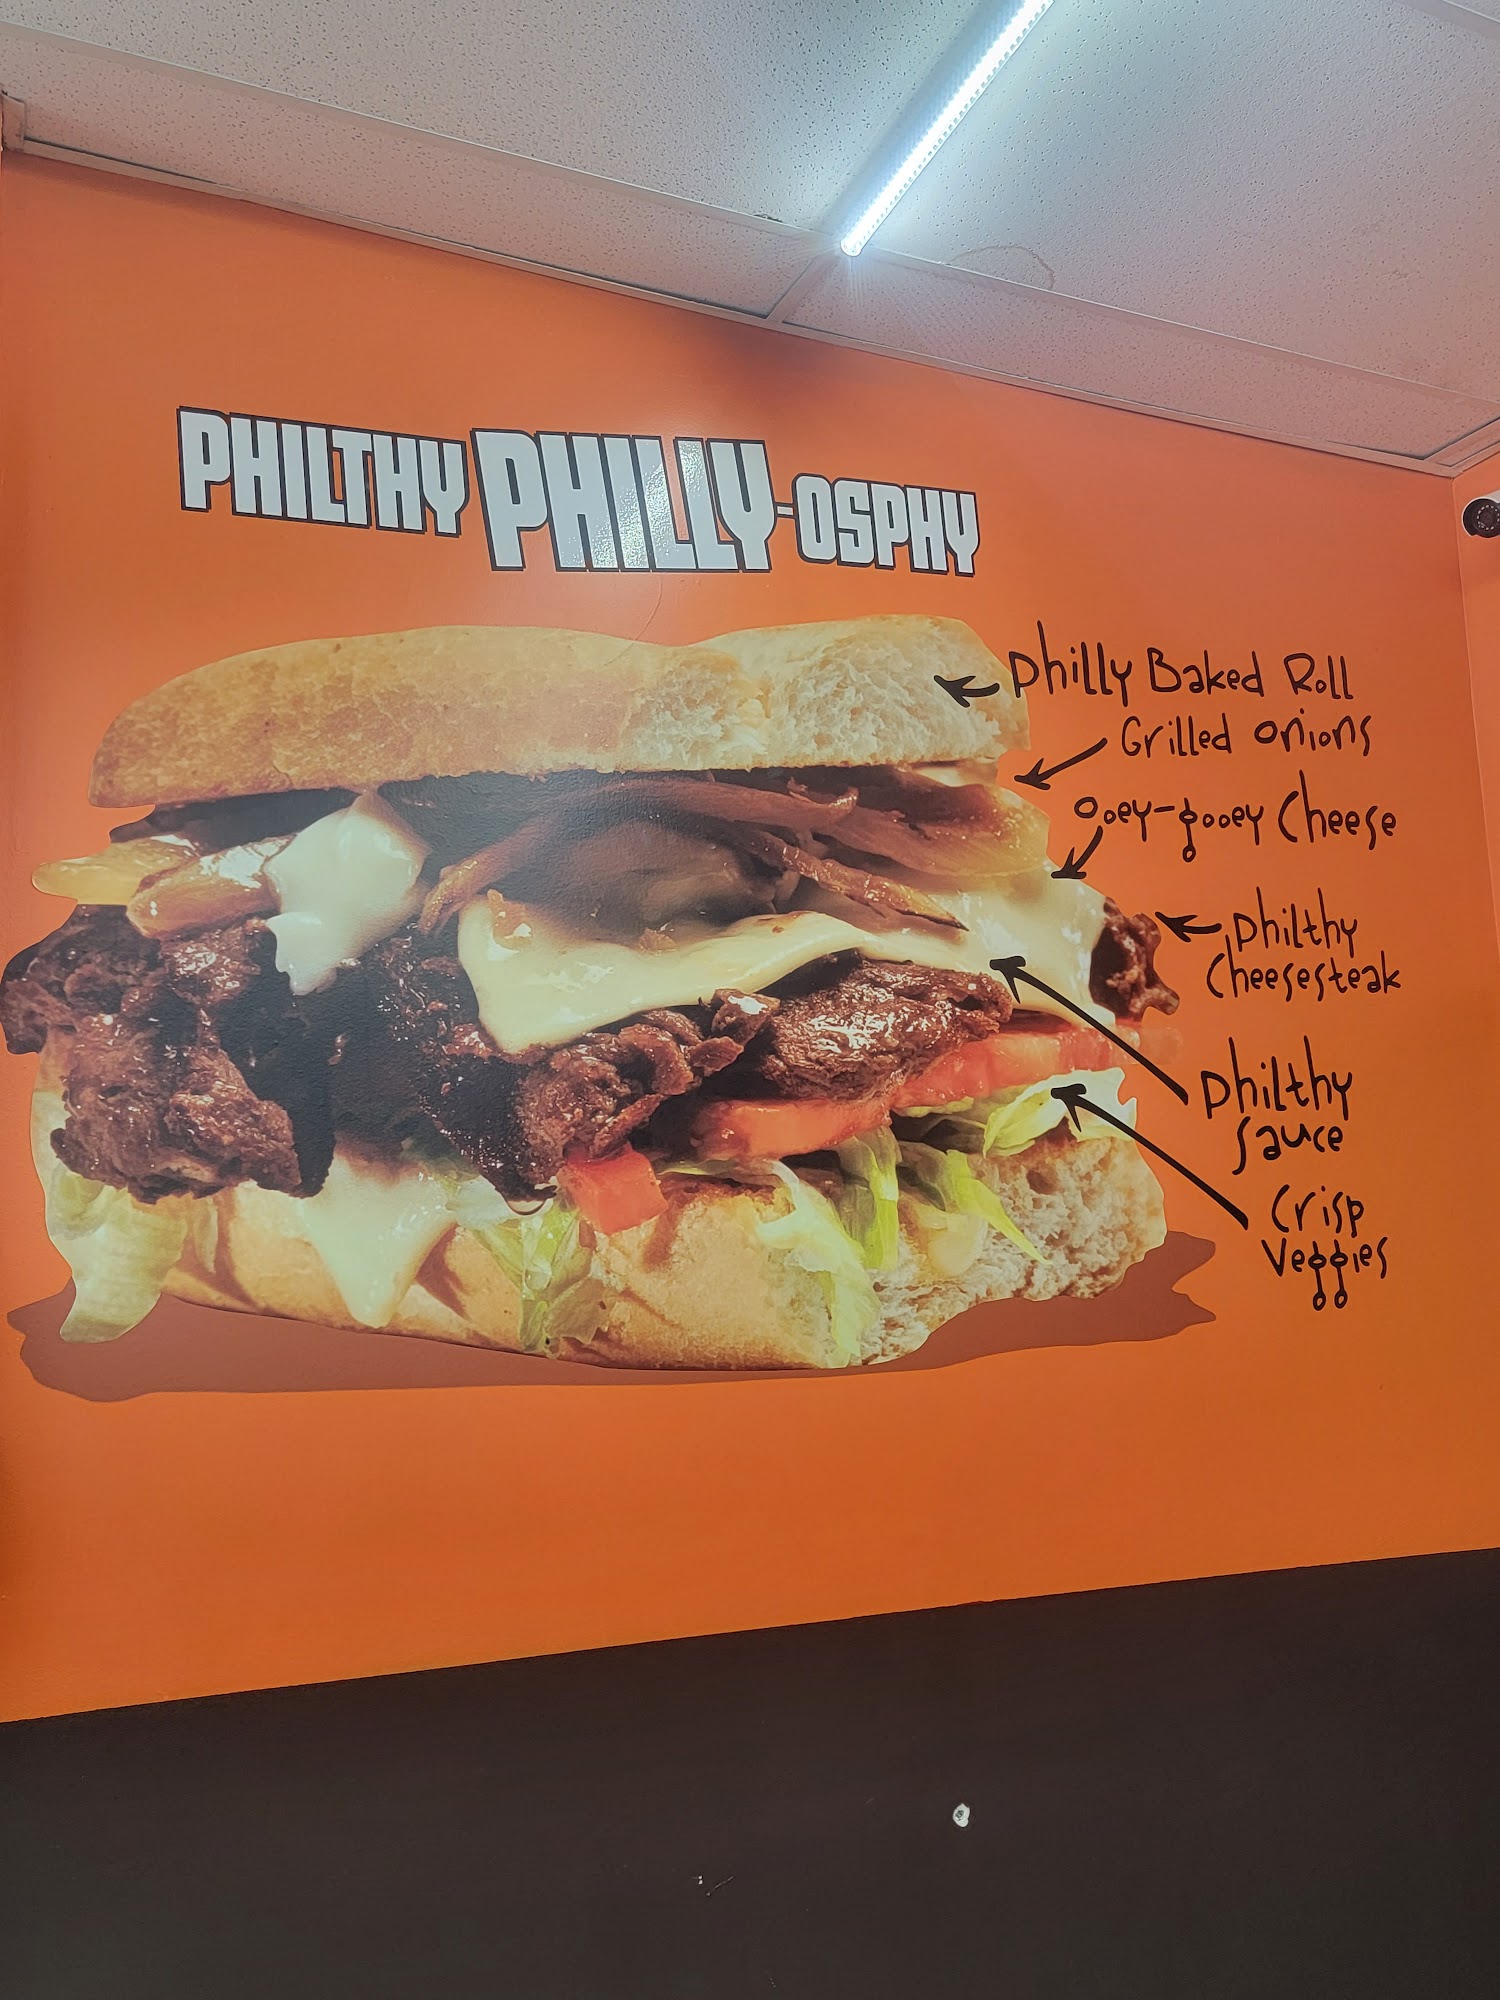 PHILTHY PHILLY-OSPHY
Philly Baked Roll
Grilled onions
ooey-gooey Cheese
Philthy
Cheesesteak
Philthy
Sauce
Crisp
Veggies